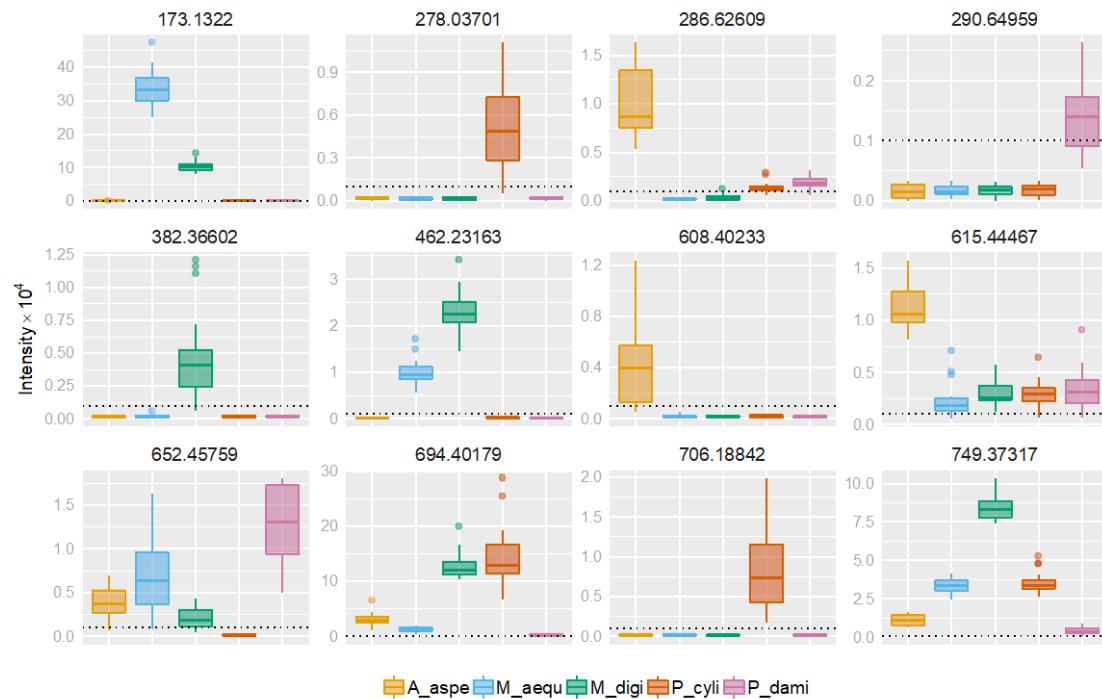 173.1322 278.03701 286.62609 290.64959
40 30 20 10 0
0.9 0.6 0.3 0.0
1.5 1.0 0.5 0.0
0.2 0.1 0.0
382.36602 462.23163 608.40233 615.44467
1.25 1.00 0.75 0.50 0.25 0.00
3 2 1 0
1.2 0.8 0.4 0.0
1.5 1.0 0.5 0.0
Intensity × 10⁴
652.45759 694.40179 706.18842 749.37317
1.5 1.0 0.5 0.0
30 20 10 0
2.0 1.5 1.0 0.5 0.0
10.0 7.5 5.0 2.5 0.0
A_aspe M_aequ M_digi P_cyli P_dami